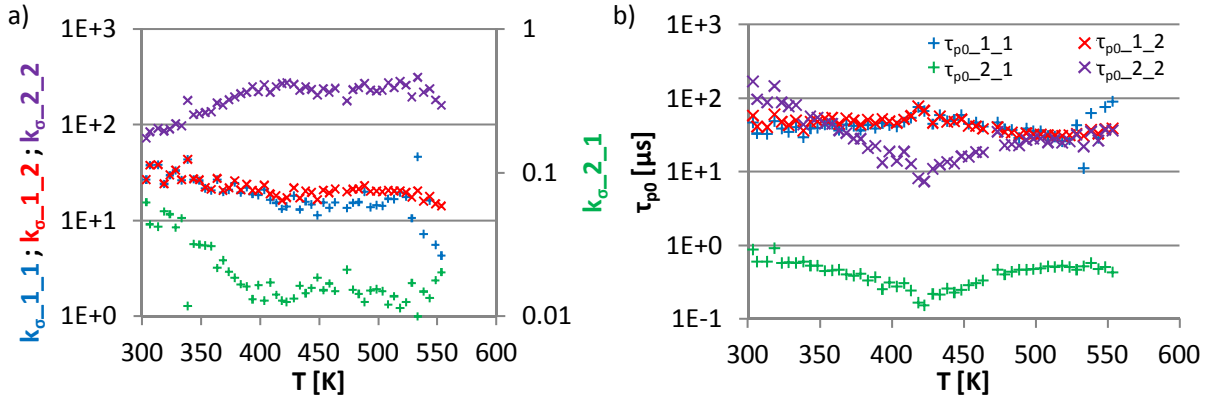 a)
1E+3
1E+2
1E+1
1E+0
kσ_1_1 ; kσ_1_2 ; kσ_2_2
1
0.1
0.01
kσ_2_1
300 350 400 450 500 550 600
T [K]
b)
1E+3
1E+2
1E+1
1E+0
1E-1
τp0 [µs]
τp0_1_1 τp0_1_2
τp0_2_1 τp0_2_2
300 350 400 450 500 550 600
T [K]